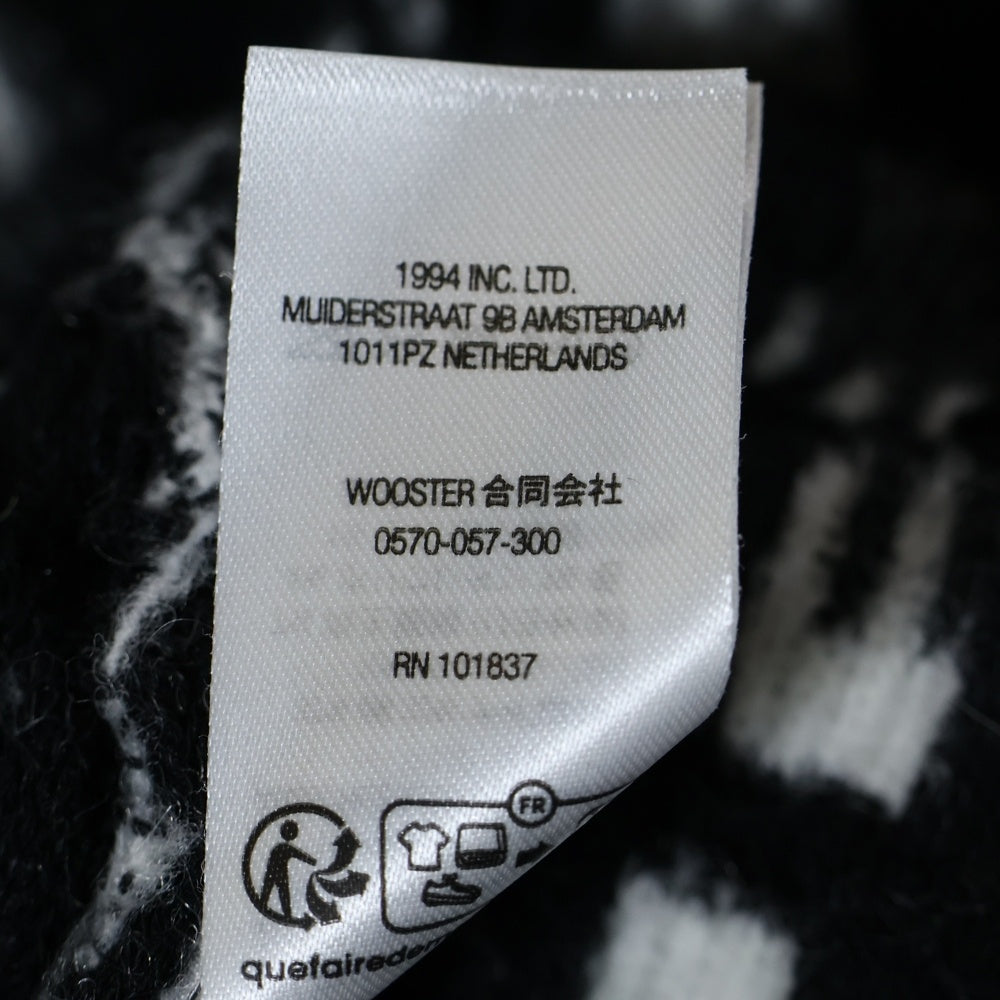 1994 INC. LTD.
MUIDERSTRAAT 9B AMSTERDAM
1011PZ NETHERLANDS
WOOSTER 合同会社
0570-057-300
RN 101837
FR